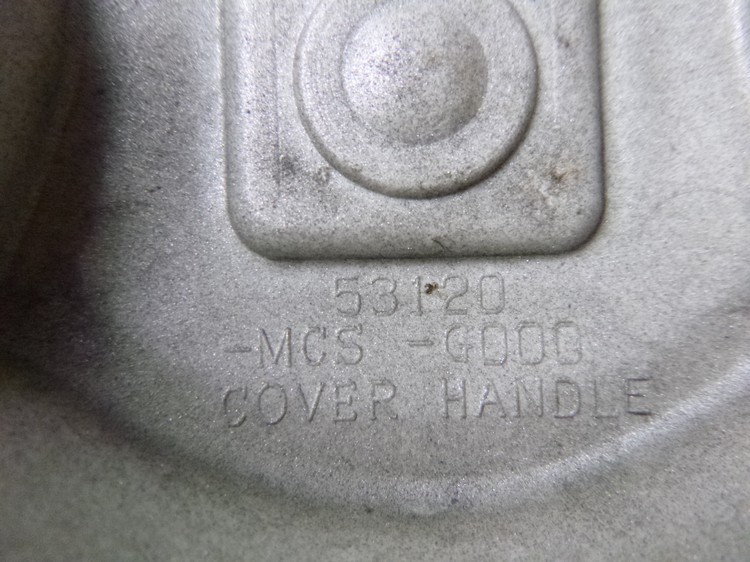 53120
-MCS -G000
COVER HANDLE